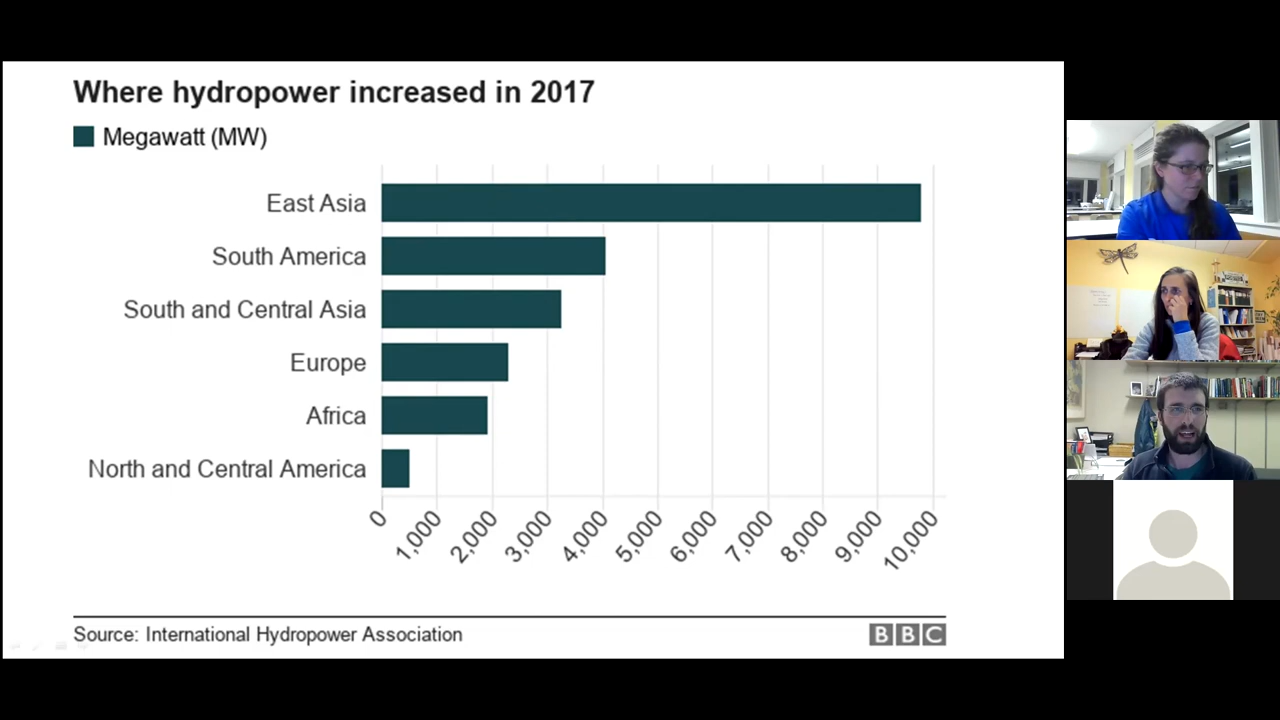 Where hydropower increased in 2017
Megawatt (MW)
East Asia
South America
South and Central Asia
Europe
Africa
North and Central America
0
1,000
2,000
3,000
4,000
5,000
6,000
7,000
8,000
9,000
10,000
Source: International Hydropower Association
BBC